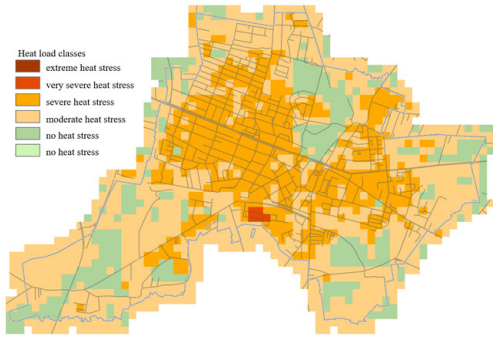 Heat load classes
extreme heat stress
very severe heat stress
severe heat stress
moderate heat stress
no heat stress
no heat stress